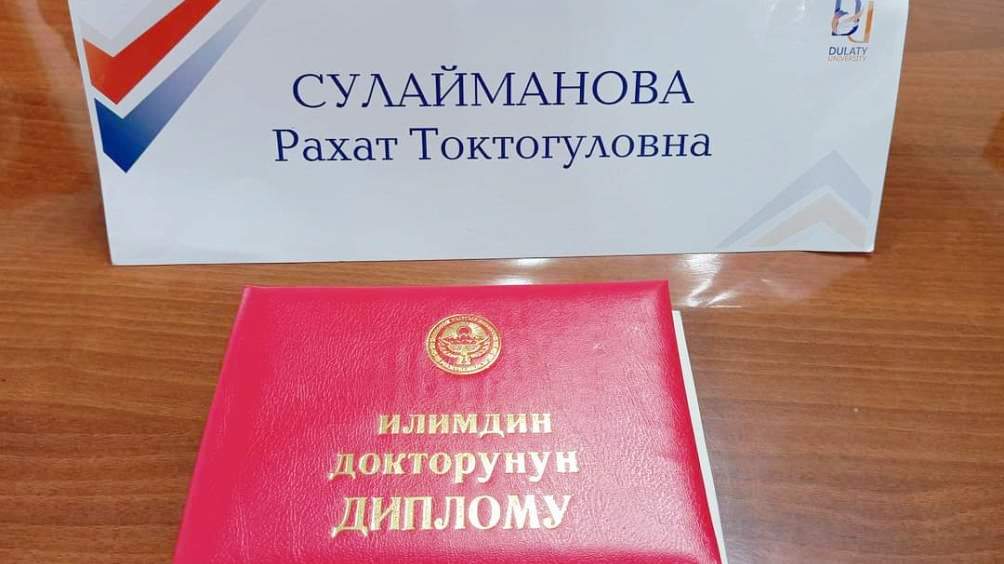 DULATY
UNIVERSITY
СУЛАЙМАНОВА
Рахат Токтогуловна
илимдин
докторунун
ДИПЛОМУ